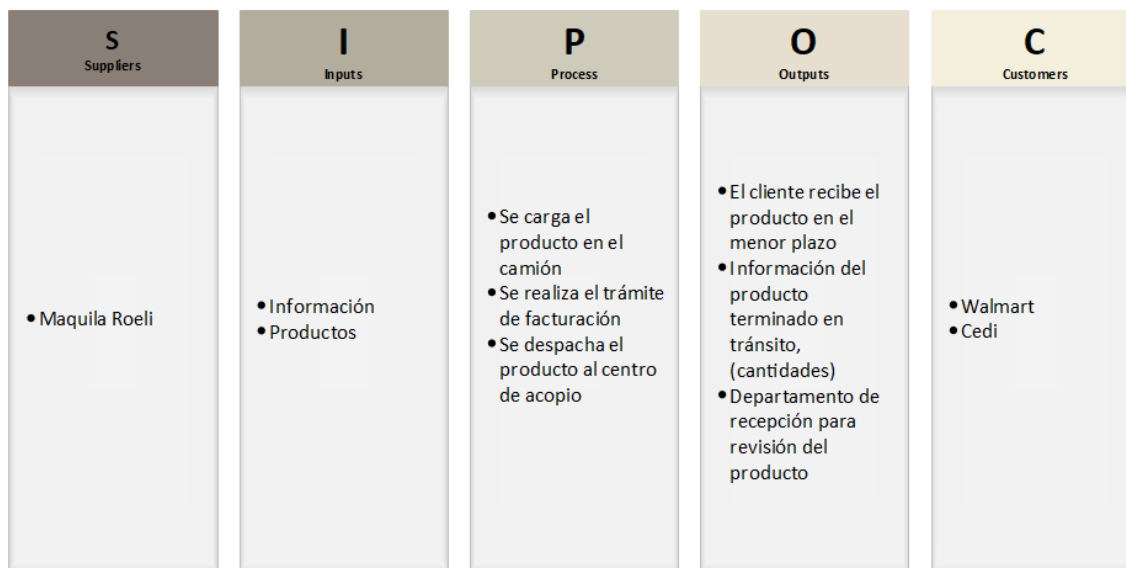 S
Suppliers
• Maquila Roeli
I
Inputs
• Información
• Productos
P
Process
• Se carga el
producto en el
camión
• Se realiza el trámite
de facturación
• Se despacha el
producto al centro
de acopio
O
Outputs
• El cliente recibe el
producto en el
menor plazo
• Información del
producto
terminado en
tránsito,
(cantidades)
• Departamento de
recepción para
revisión del
producto
C
Customers
• Walmart
• Cedi